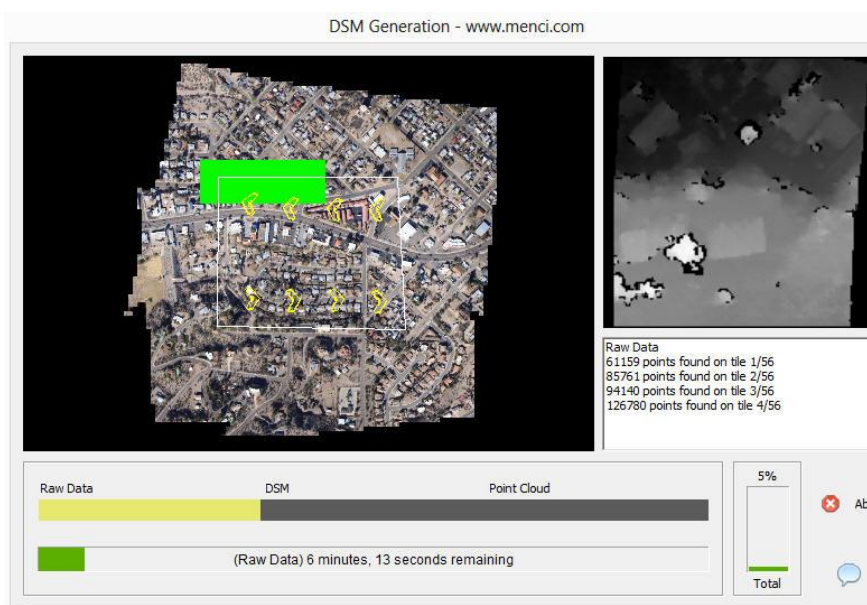 DSM Generation - www.menci.com
Raw Data
61159 points found on tile 1/56
85761 points found on tile 2/56
94140 points found on tile 3/56
126780 points found on tile 4/56
Raw Data DSM Point Cloud
5%
Ab
(Raw Data) 6 minutes, 13 seconds remaining
Total